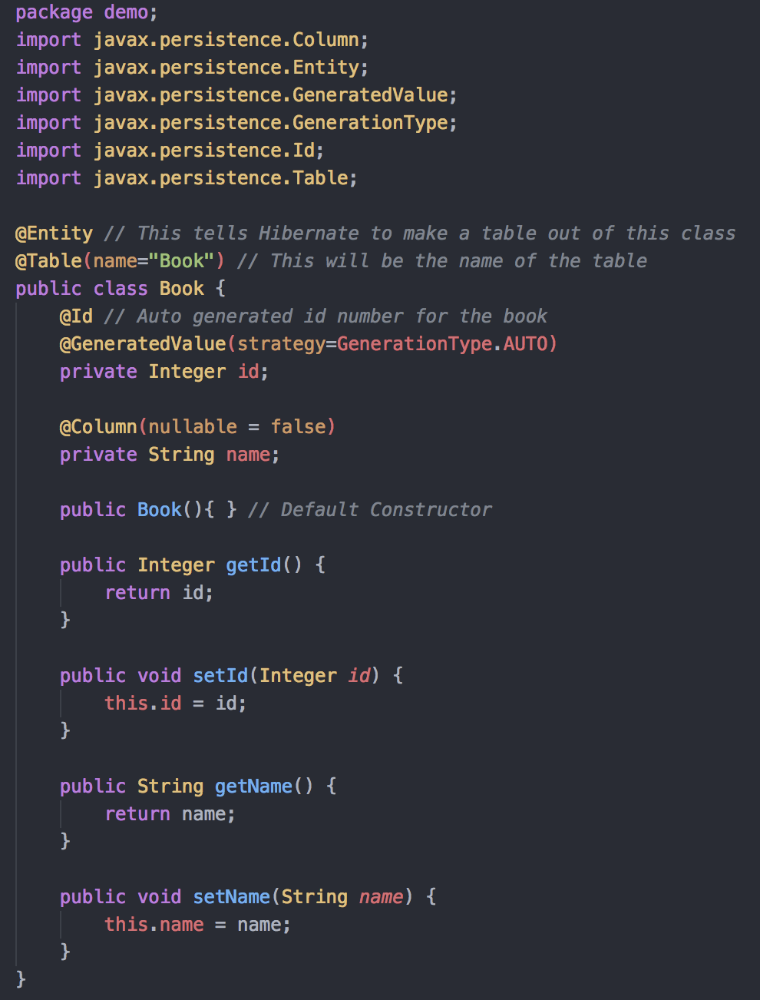 package demo;
import javax.persistence.Column;
import javax.persistence.Entity;
import javax.persistence.GeneratedValue;
import javax.persistence.GenerationType;
import javax.persistence.Id;
import javax.persistence.Table;

@Entity // This tells Hibernate to make a table out of this class
@Table(name="Book") // This will be the name of the table
public class Book {
    @Id // Auto generated id number for the book
    @GeneratedValue(strategy=GenerationType.AUTO)
    private Integer id;

    @Column(nullable = false)
    private String name;

    public Book(){ } // Default Constructor

    public Integer getId() {
        return id;
    }

    public void setId(Integer id) {
        this.id = id;
    }

    public String getName() {
        return name;
    }

    public void setName(String name) {
        this.name = name;
    }
}